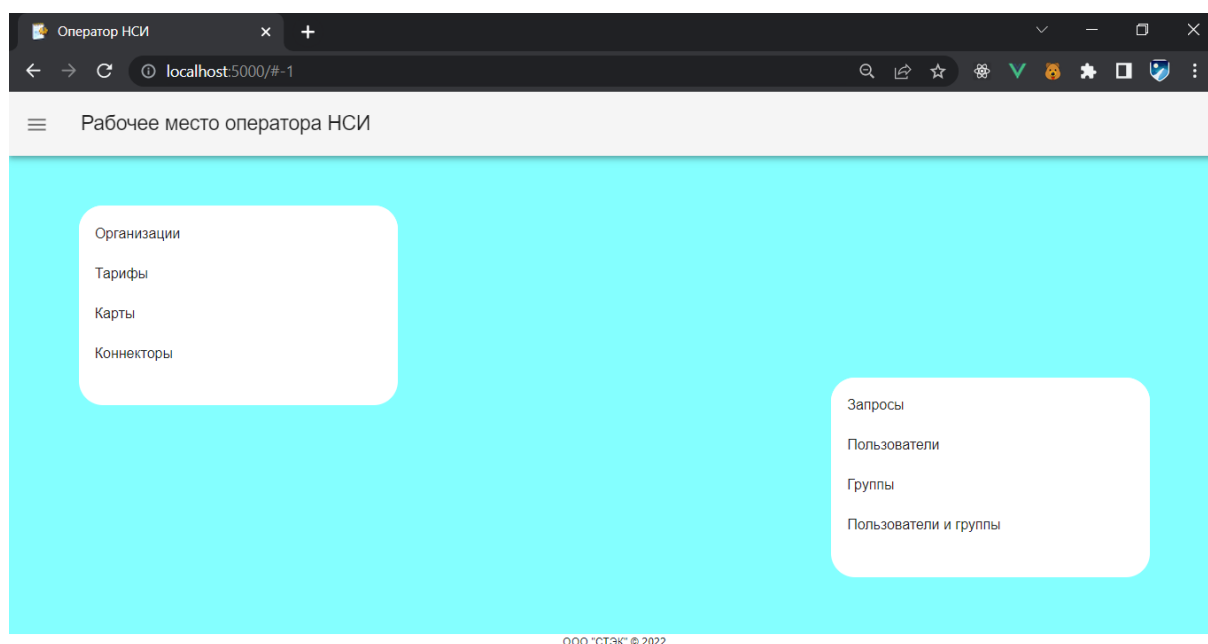 Оператор НСИ
localhost:5000/#-1
Рабочее место оператора НСИ
Организации
Тарифы
Карты
Коннекторы
Запросы
Пользователи
Группы
Пользователи и группы
ООО "СТЭК" © 2022